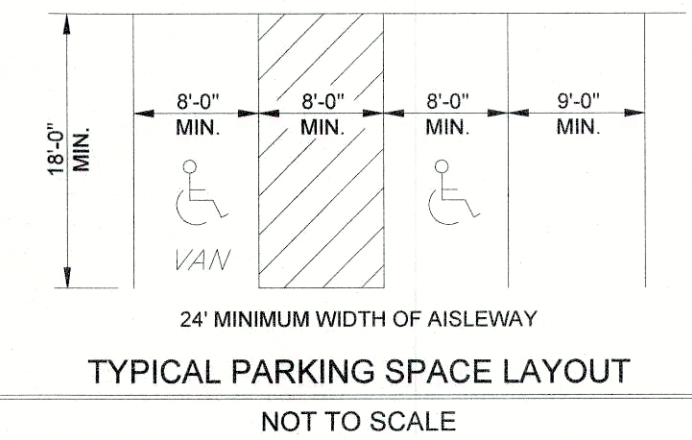 8'-0" 8'-0" 8'-0" 9'-0"
MIN. MIN. MIN. MIN.
18'-0"
MIN.
VAN
24' MINIMUM WIDTH OF AISLEWAY
TYPICAL PARKING SPACE LAYOUT
NOT TO SCALE